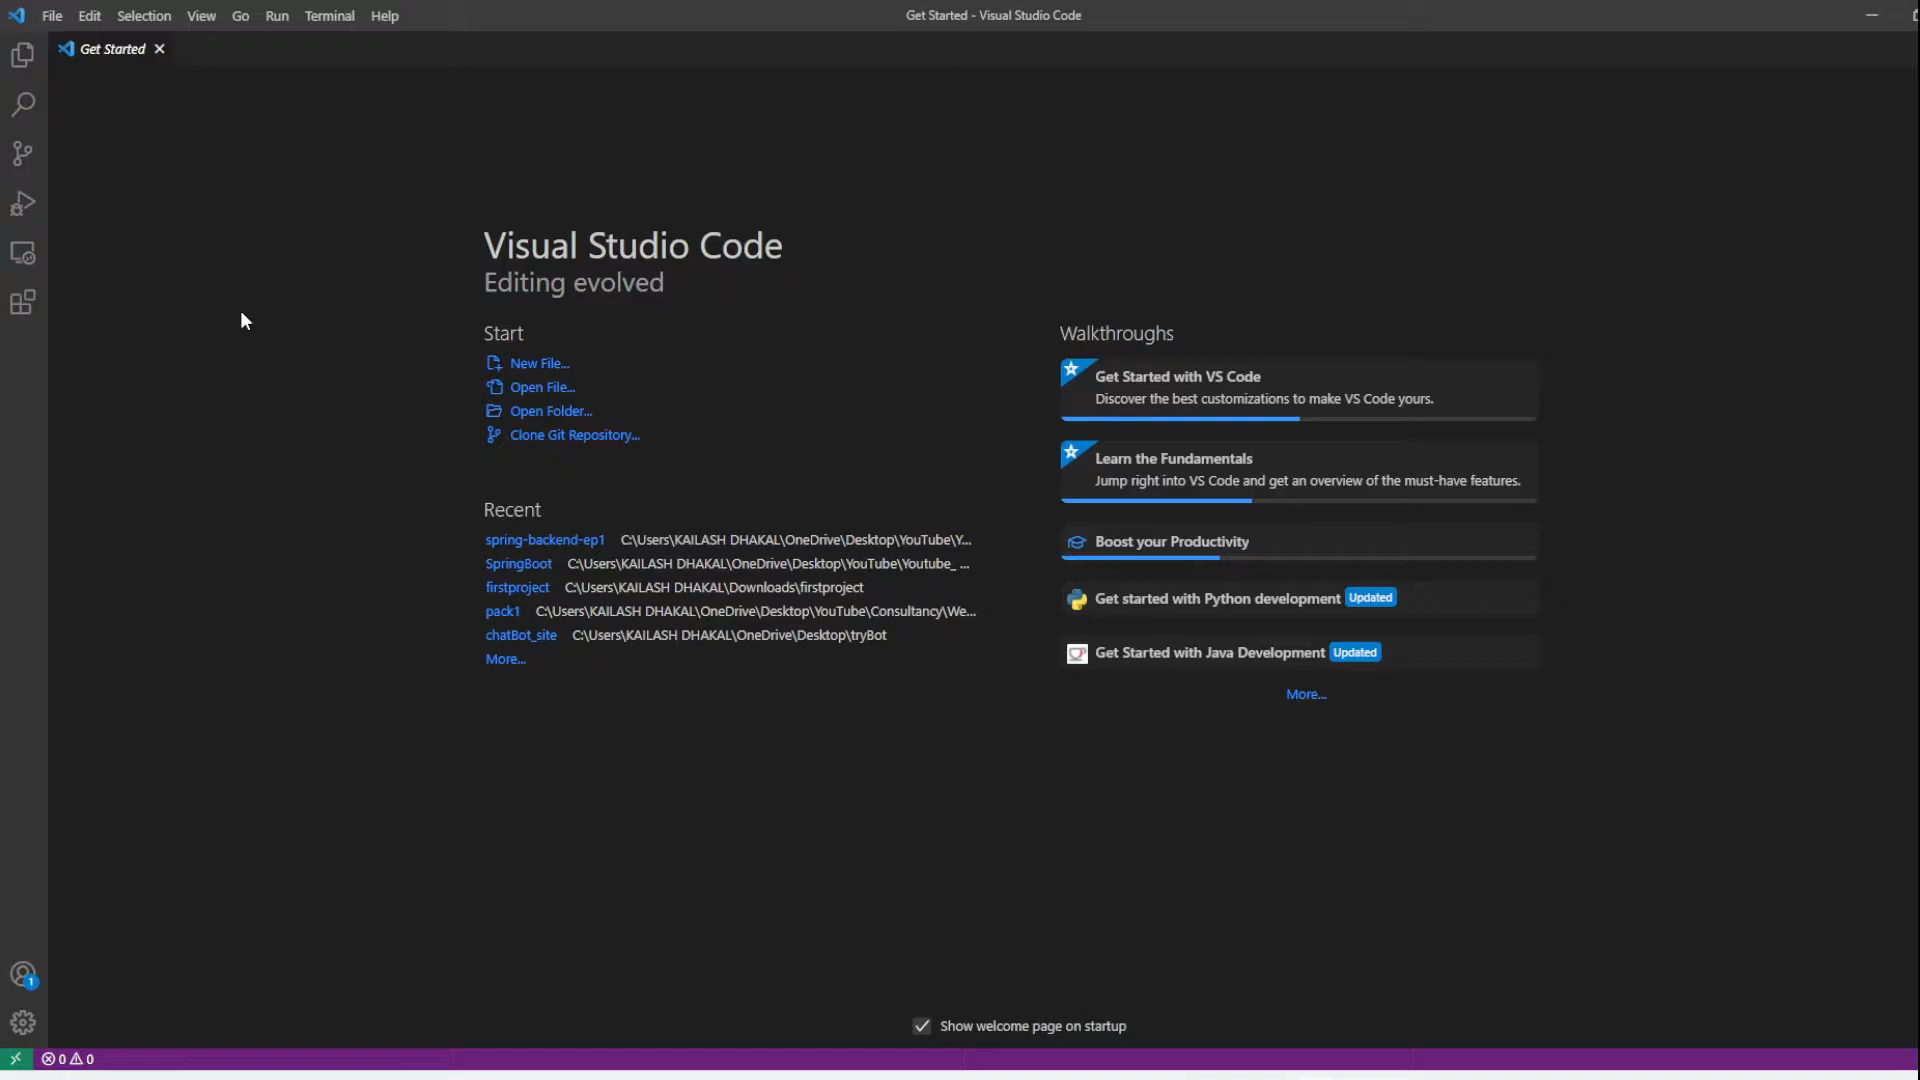 File Edit Selection View Go Run Terminal Help
Get Started - Visual Studio Code
Get Started
Visual Studio Code
Editing evolved
Start
New File...
Open File...
Open Folder...
Clone Git Repository...
Recent
spring-backend-ep1 C:\Users\KAILASH DHAKAL\OneDrive\Desktop\YouTube\Y...
SpringBoot C:\Users\KAILASH DHAKAL\OneDrive\Desktop\YouTube\Youtube_ ...
firstproject C:\Users\KAILASH DHAKAL\Downloads\firstproject
pack1 C:\Users\KAILASH DHAKAL\OneDrive\Desktop\YouTube\Consultancy\We...
chatBot_site C:\Users\KAILASH DHAKAL\OneDrive\Desktop\tryBot
More...
Walkthroughs
Get Started with VS Code
Discover the best customizations to make VS Code yours.
Learn the Fundamentals
Jump right into VS Code and get an overview of the must-have features.
Boost your Productivity
Get started with Python development Updated
Get Started with Java Development Updated
More...
1
Show welcome page on startup
0 0